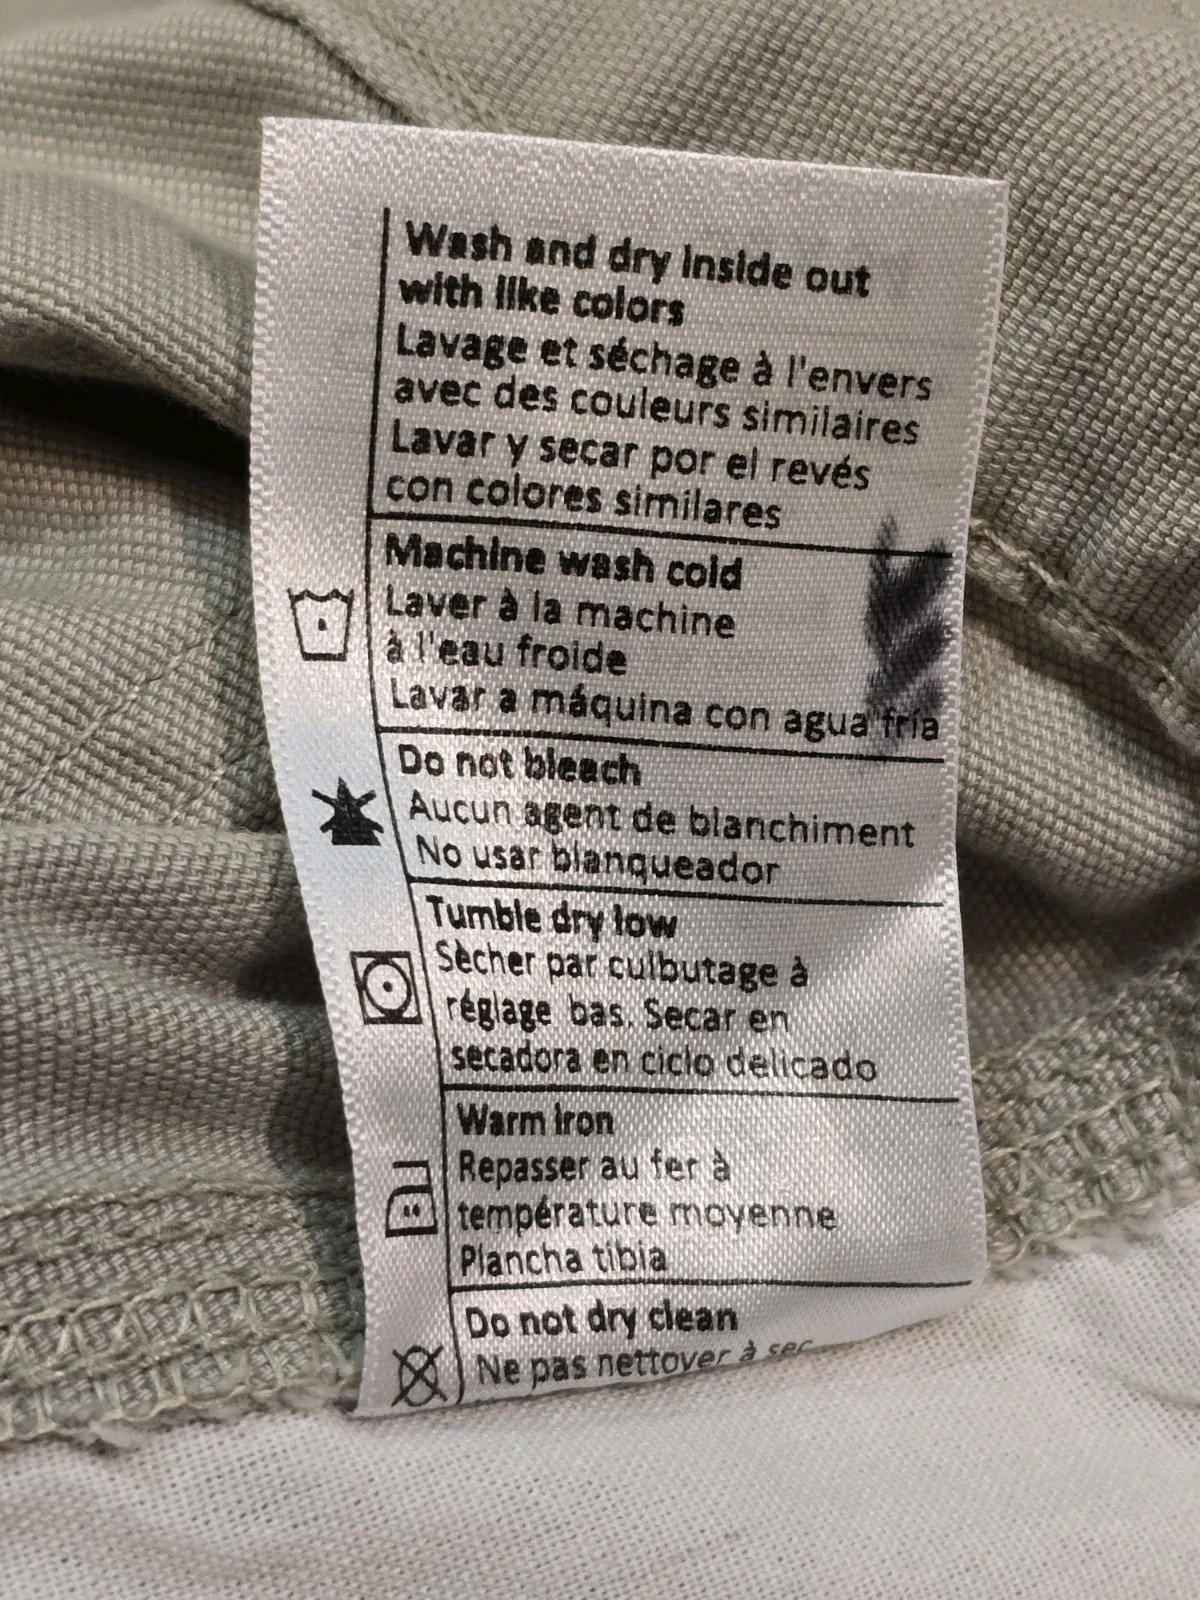 Wash and dry inside out
with like colors
Lavage et séchage à l'envers
avec des couleurs similaires
Lavar y secar por el revés
con colores similares
Machine wash cold
Laver à la machine
à l'eau froide
Lavar a máquina con agua fría
Do not bleach
Aucun agent de blanchiment
No usar blanqueador
Tumble dry low
Sècher par culbutage à
réglage bas. Secar en
secadora en ciclo delicado
Warm Iron
Repasser au fer à
température moyenne
Plancha tibia
Do not dry clean
Ne pas nettoyer à sec